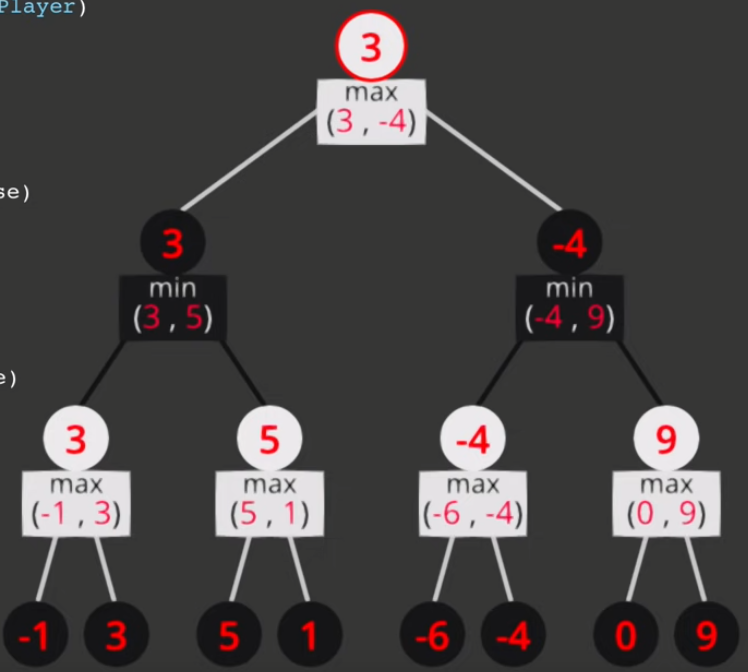 Player)
3
max
(3 , -4)
se)
3
-4
min
min
(3 , 5)
(-4 , 9)
e)
3
5
-4
9
max
max
max
max
(-1 , 3)
(5 , 1)
(-6 , -4)
(0 , 9)
-1
3
5
1
-6
-4
0
9